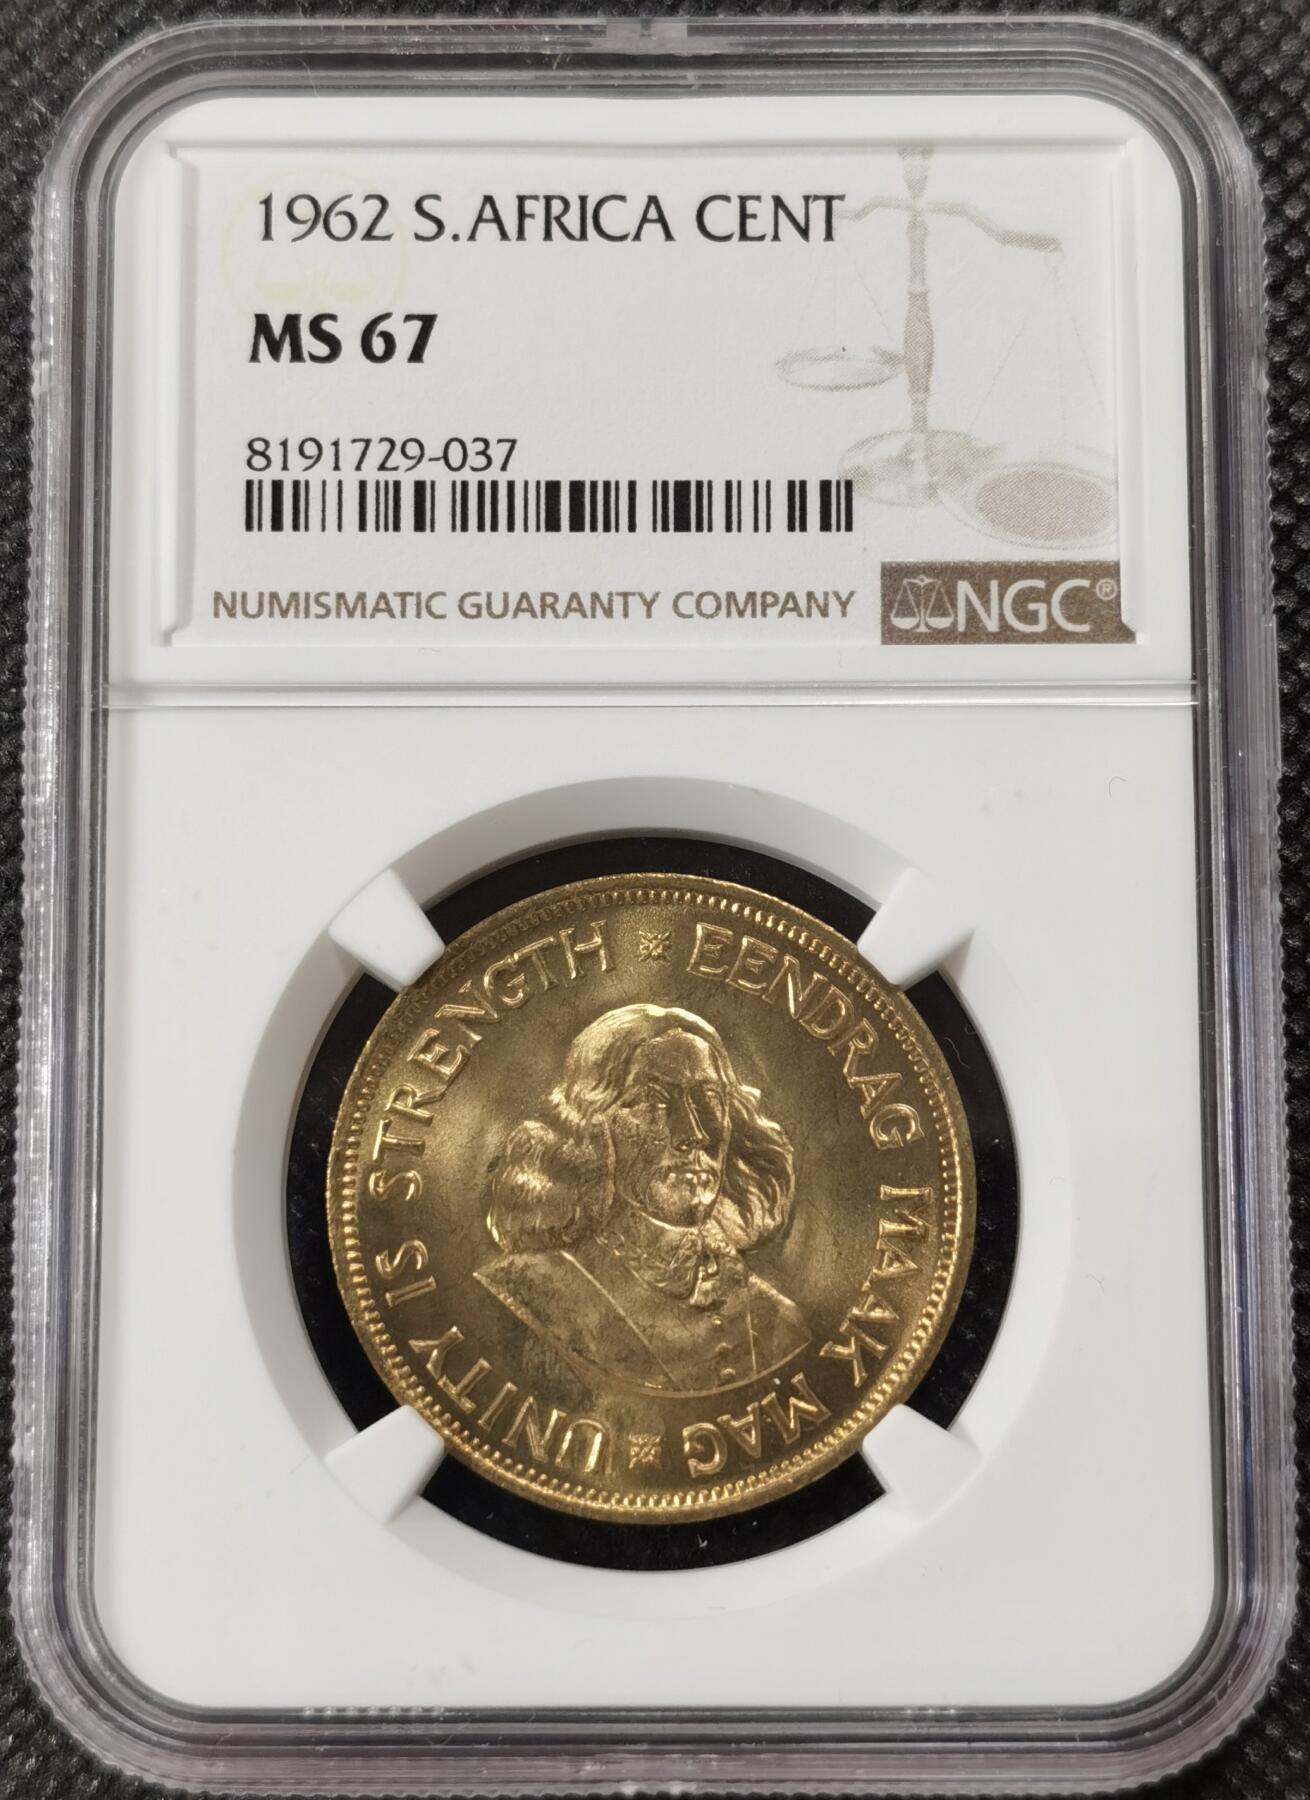 1962 S.AFRICA CENT
MS 67
8191729-037
NUMISMATIC GUARANTY COMPANY
NGC®
UNITY IS STRENGTH
EENDRAG MAAK MAG